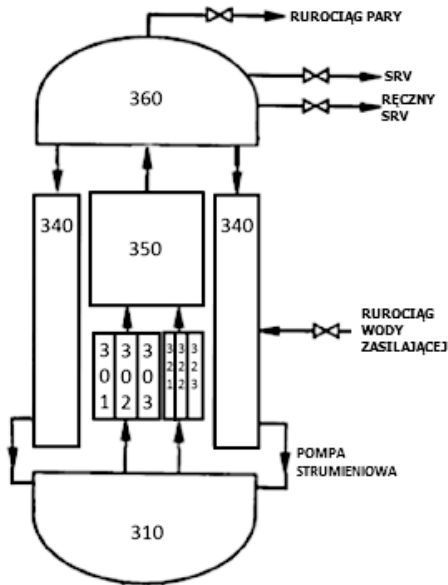 RUROCIĄG PARY
SRV
360
RĘCZNY
SRV
340
350
340
RUROCIĄG
WODY
ZASILAJĄCEJ
301
302
303
321
322
323
POMPA
STRUMIENIOWA
310